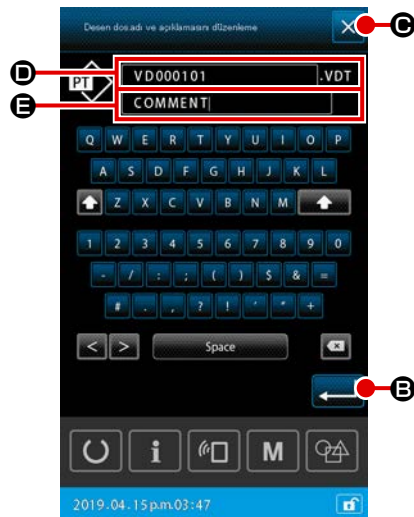 Desen dos.adı ve açıklamasını düzenleme
C
D
PT
VD000101 .VDT
E
COMMENT
Q W E R T Y U I O P
A S D F G H J K L
Z X C V B N M
1 2 3 4 5 6 7 8 9 0
- / : ; ( ) $ & =
# . , ? ! ' " +
< > Space
B
i M
2019.04.15p.m.03:47